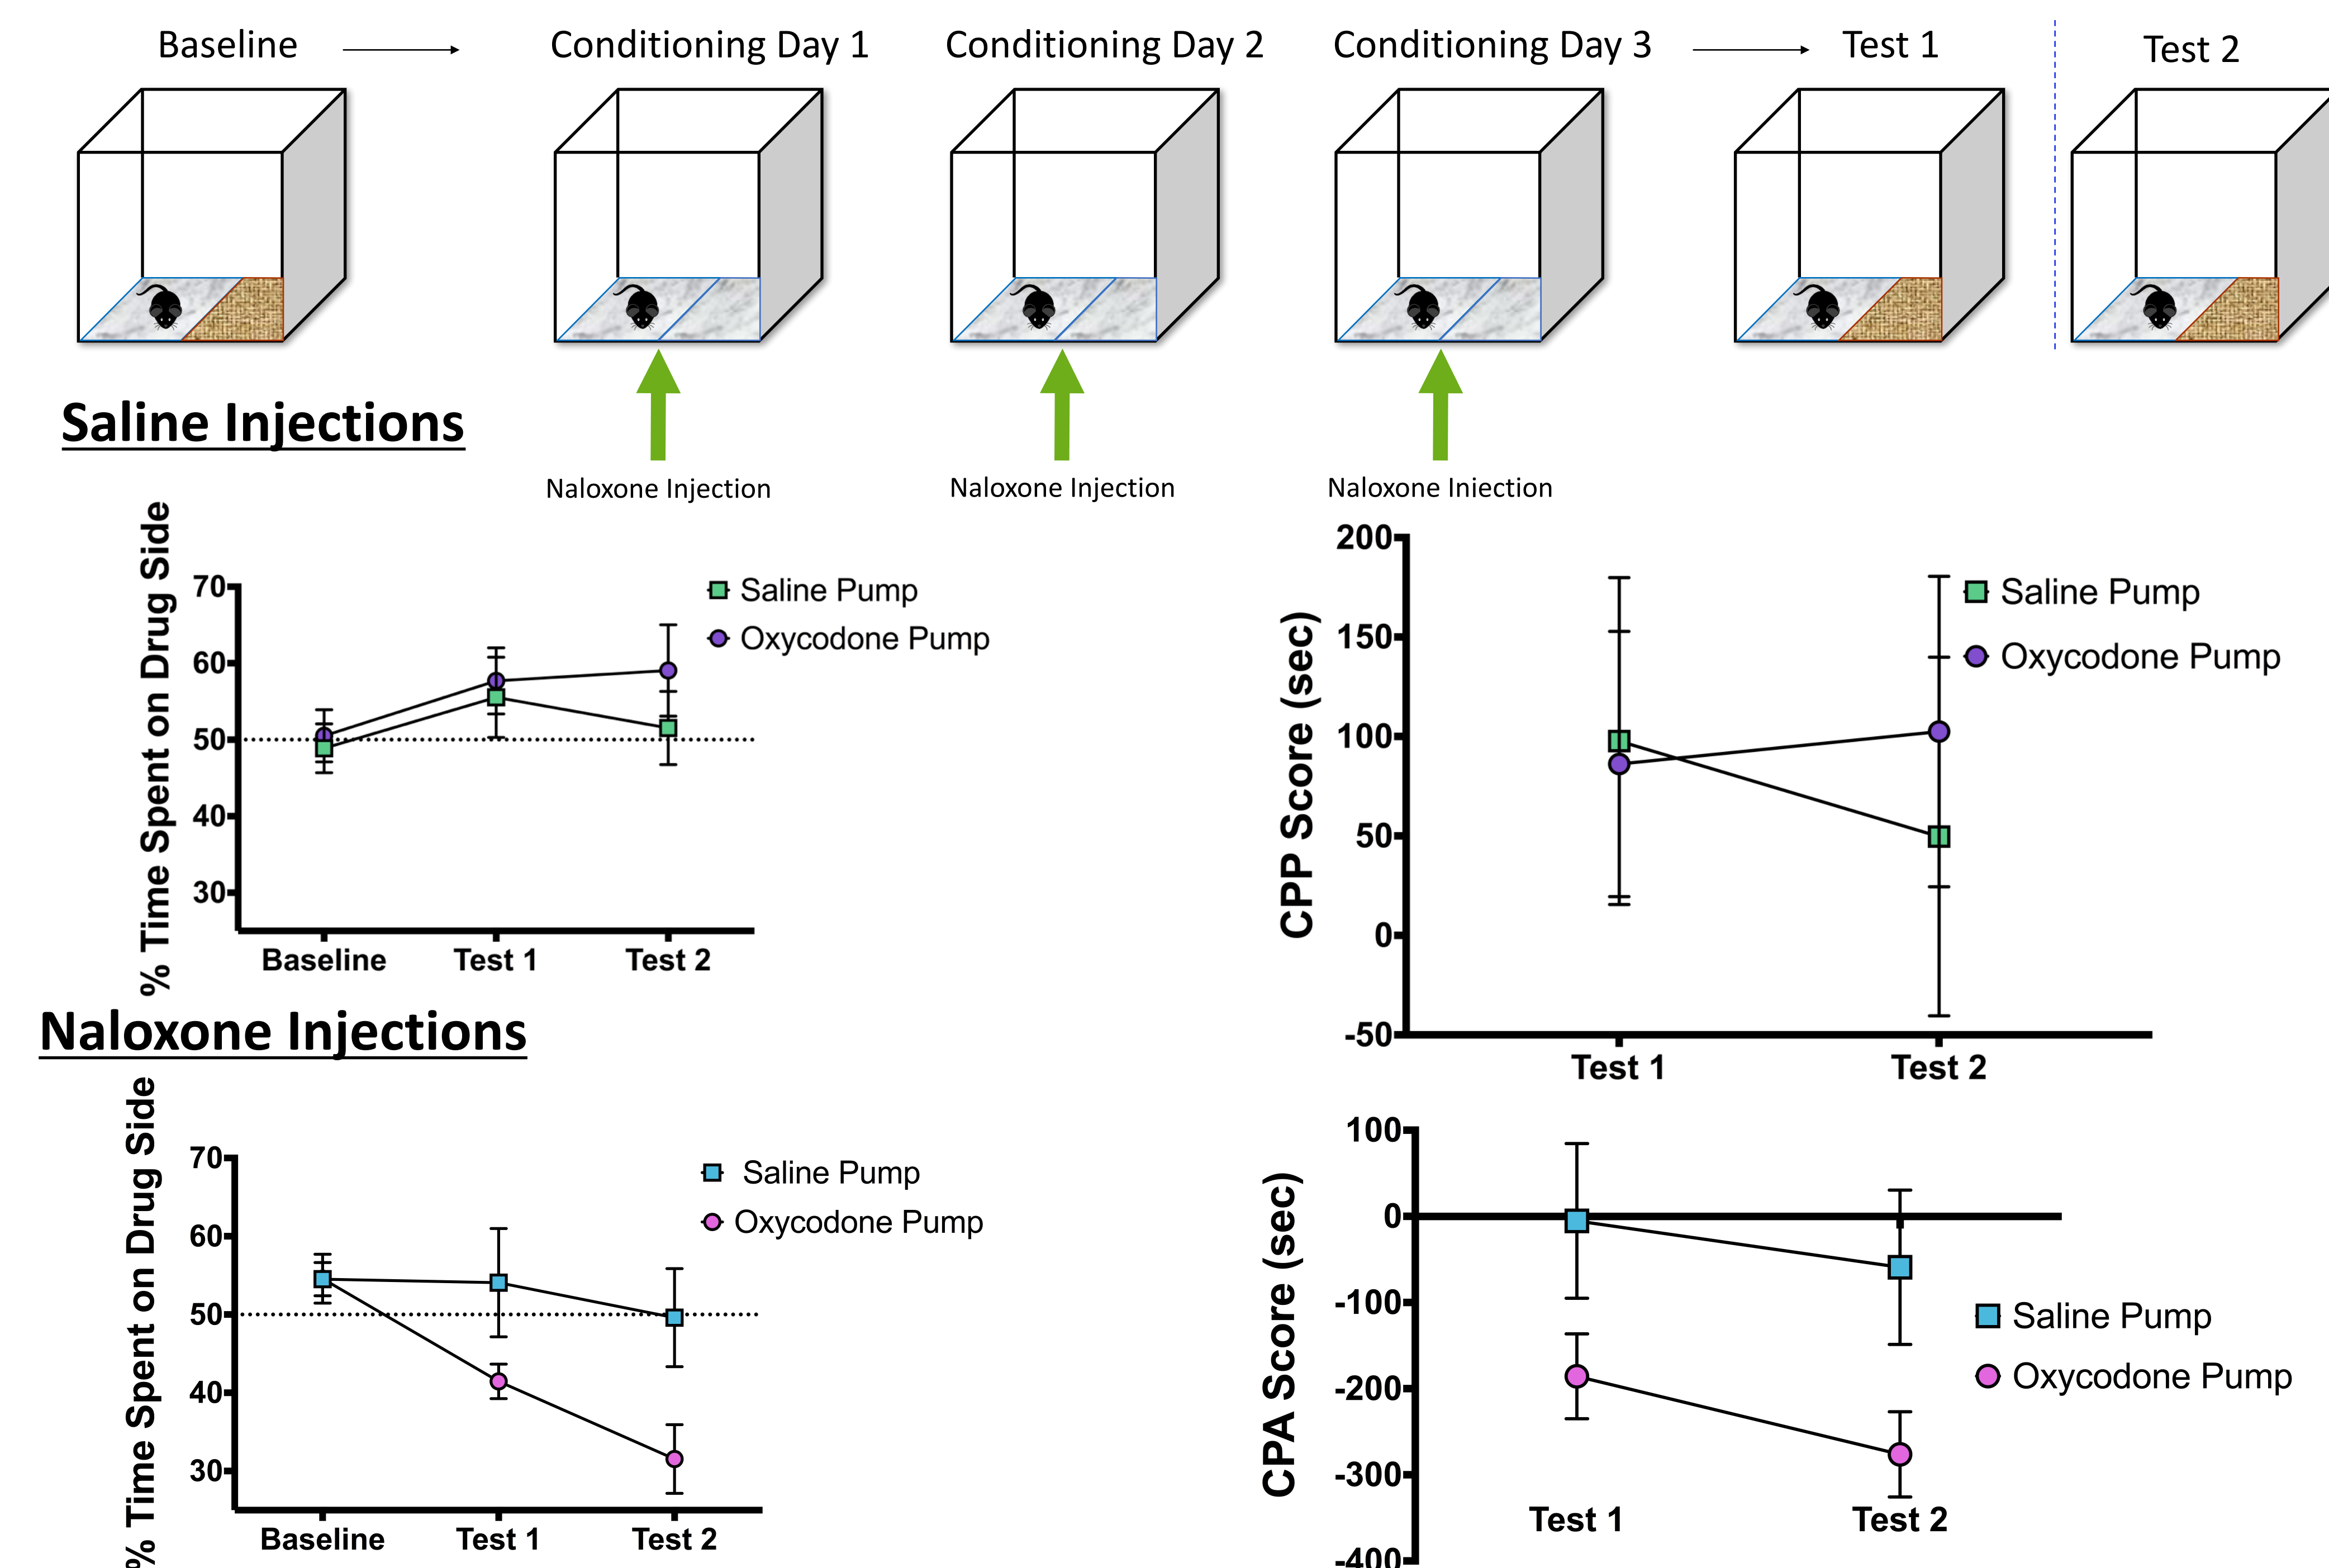 Baseline
Conditioning Day 1
Conditioning Day 2
Conditioning Day 3
Test 1
Test 2
Saline Injections
Naloxone Injection
Naloxone Injection
Naloxone Injection
% Time Spent on Drug Side
70
60
50
40
30
Baseline
Test 1
Test 2
Saline Pump
Oxycodone Pump
CPP Score (sec)
200
150
100
50
0
-50
Test 1
Test 2
Saline Pump
Oxycodone Pump
Naloxone Injections
% Time Spent on Drug Side
70
60
50
40
30
Baseline
Test 1
Test 2
Saline Pump
Oxycodone Pump
CPA Score (sec)
100
0
-100
-200
-300
-400
Test 1
Test 2
Saline Pump
Oxycodone Pump